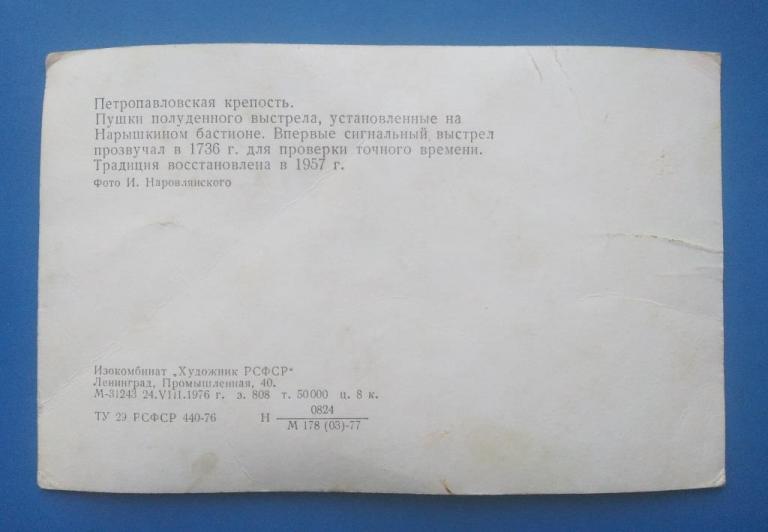 Петропавловская крепость.
Пушки полуденного выстрела, установленные на
Нарышкином бастионе. Впервые сигнальный выстрел
прозвучал в 1736 г. для проверки точного времени.
Традиция восстановлена в 1957 г.
Фото И. Наровлянского
Изокомбинат „Художник РСФСР“
Ленинград, Промышленная, 40.
М-31243 24.VIII.1976 г. з. 808 т. 50000 ц. 8 к.
ТУ 29 РСФСР 440-76 Н 0824
М 178 (03)-77